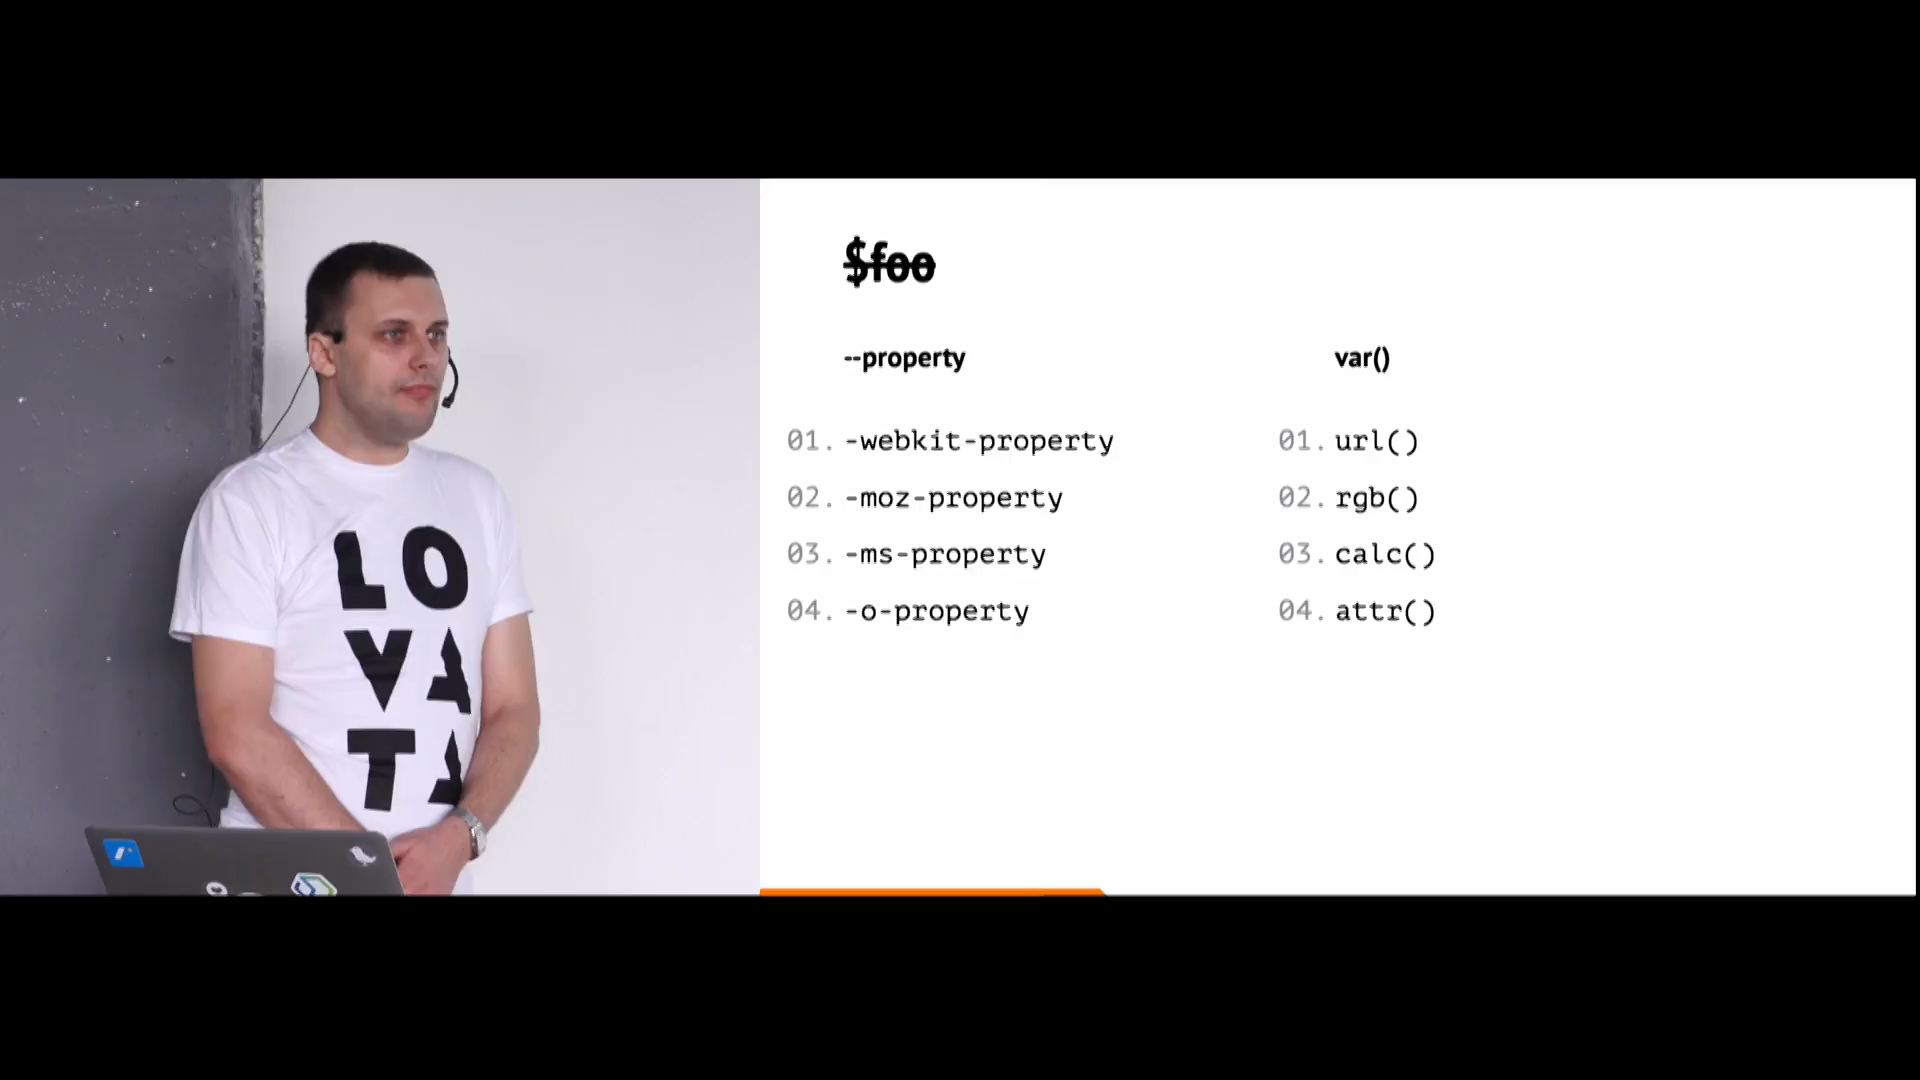 LO
VA
TA
$foo
--property
01. -webkit-property
02. -moz-property
03. -ms-property
04. -o-property
var()
01. url()
02. rgb()
03. calc()
04. attr()